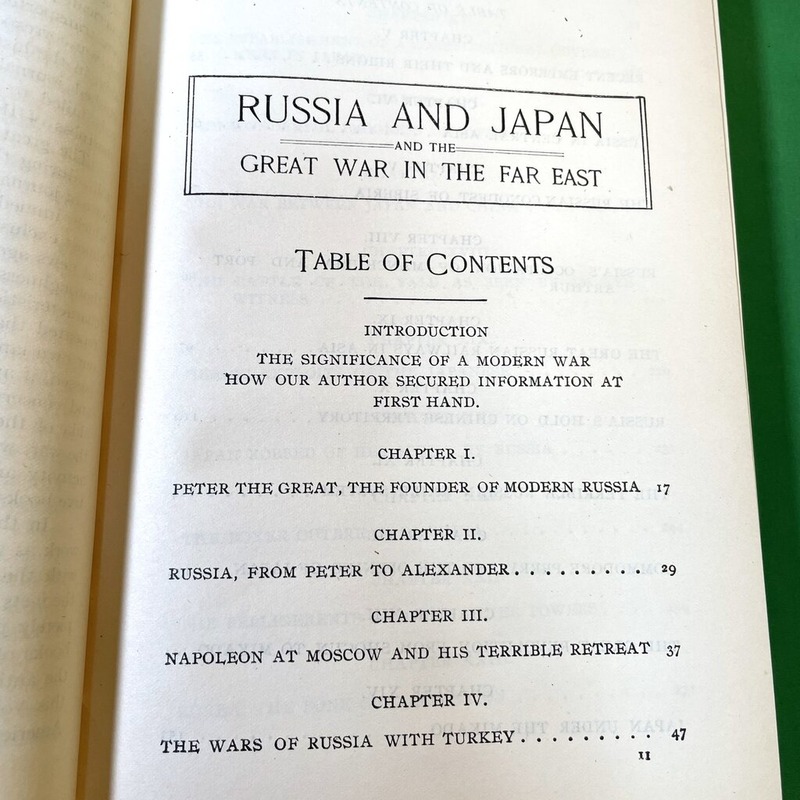 RUSSIA AND JAPAN
AND THE
GREAT WAR IN THE FAR EAST
TABLE OF CONTENTS
INTRODUCTION
THE SIGNIFICANCE OF A MODERN WAR
HOW OUR AUTHOR SECURED INFORMATION AT
FIRST HAND.
CHAPTER I.
PETER THE GREAT, THE FOUNDER OF MODERN RUSSIA 17
CHAPTER II.
RUSSIA, FROM PETER TO ALEXANDER.......... 29
CHAPTER III.
NAPOLEON AT MOSCOW AND HIS TERRIBLE RETREAT 37
CHAPTER IV.
THE WARS OF RUSSIA WITH TURKEY.......... 47
11